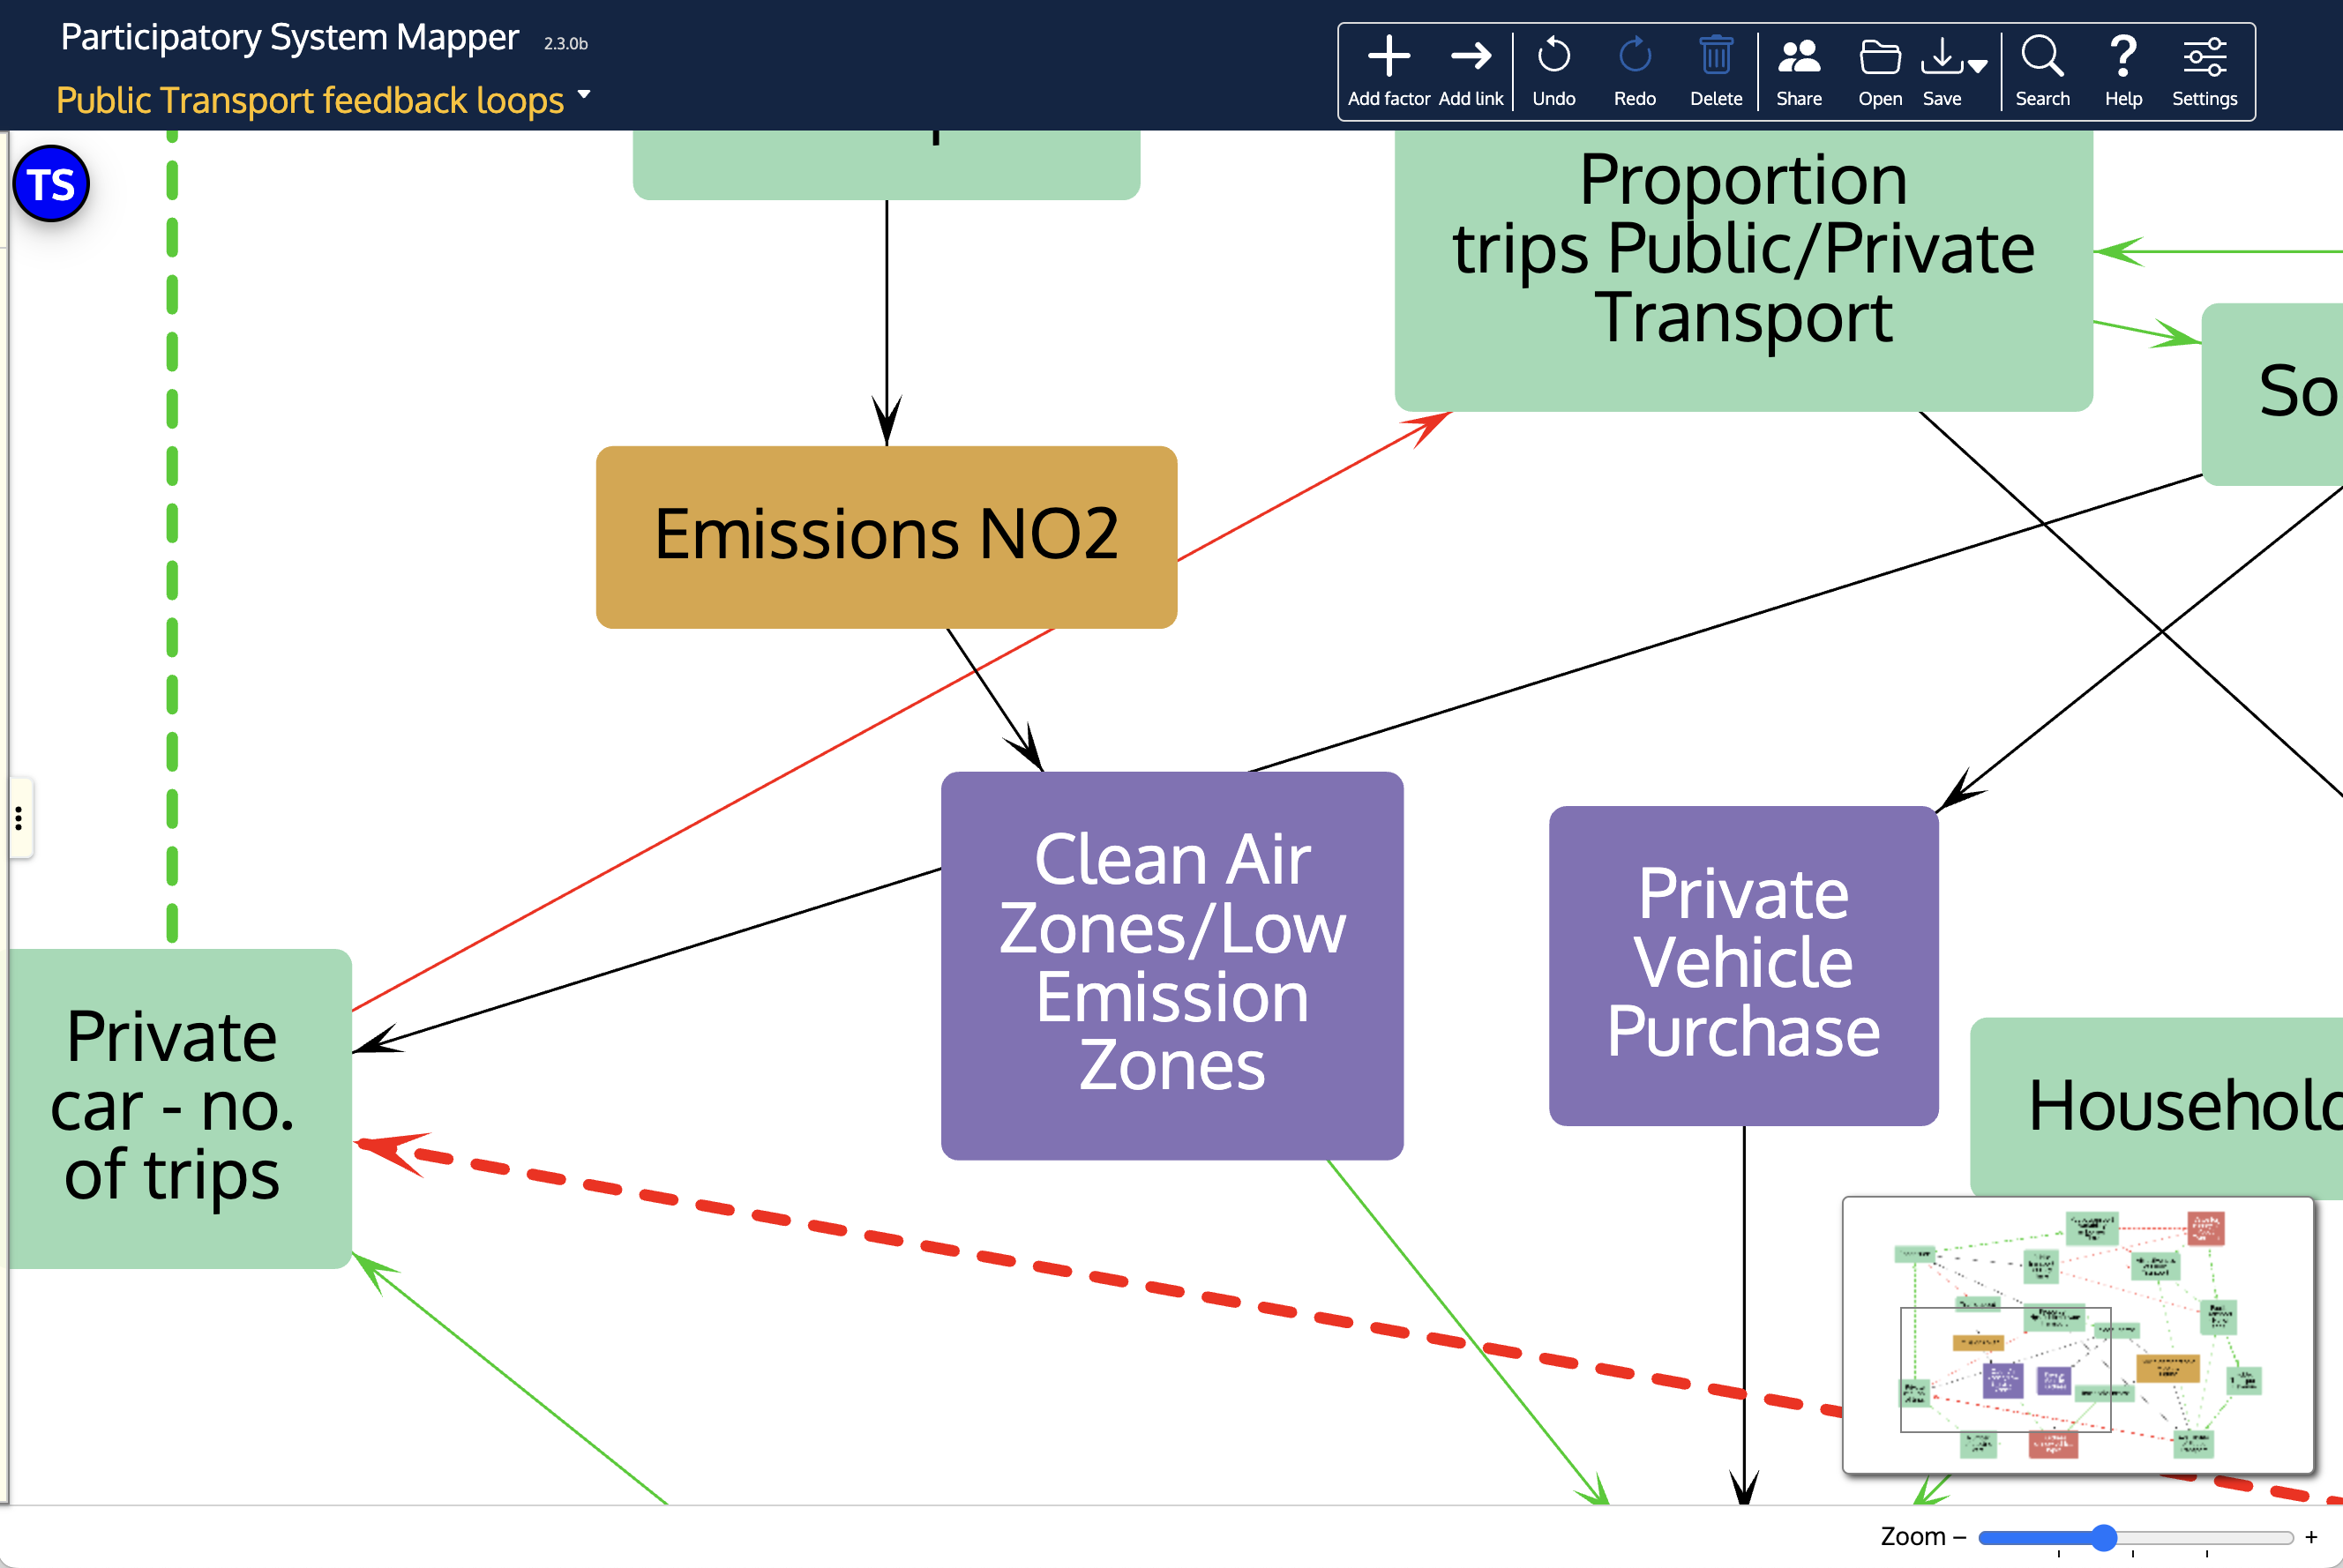 Participatory System Mapper 2.3.0b
Public Transport feedback loops
Add factor Add link Undo Redo Delete Share Open Save Search Help Settings
TS
Proportion
trips Public/Private
Transport
So
Emissions NO2
Clean Air
Zones/Low
Emission
Zones
Private
Vehicle
Purchase
Private
car - no.
of trips
Household
Zoom − +